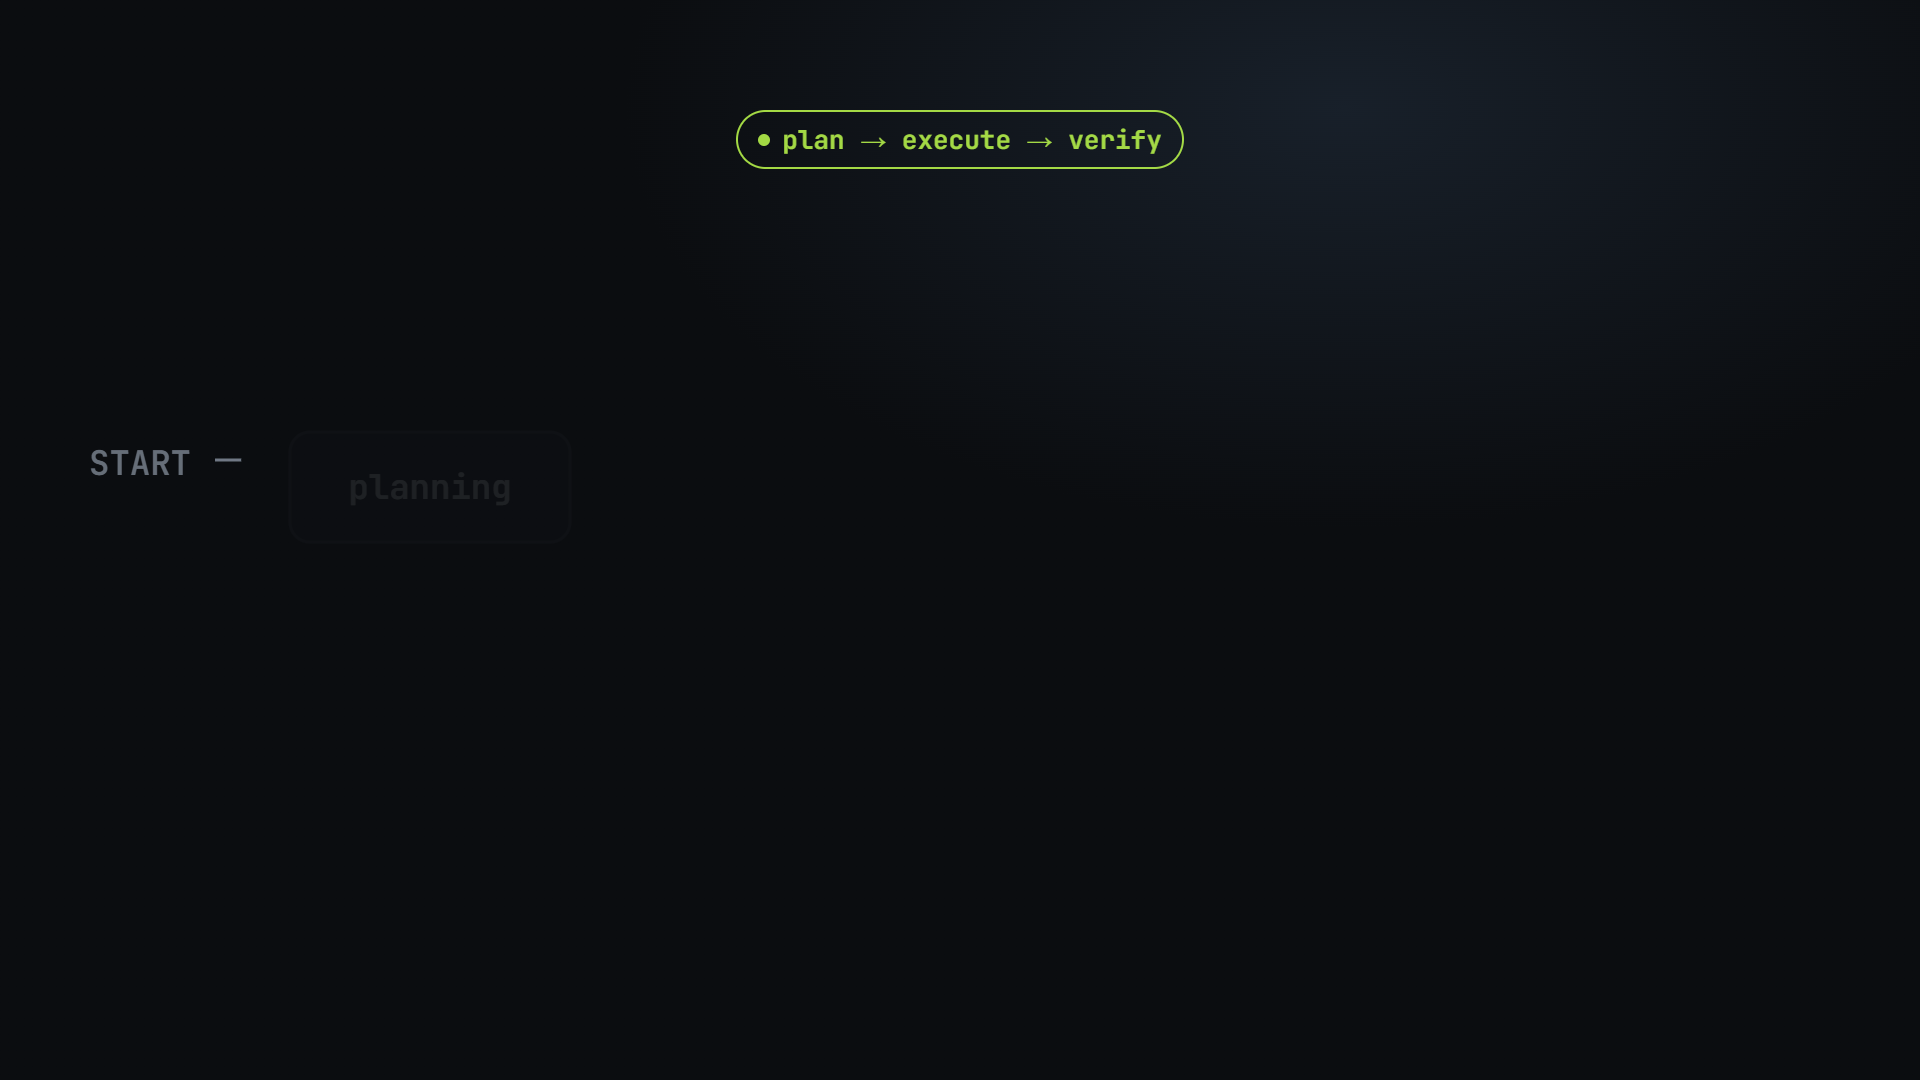 plan → execute → verify
START —
planning